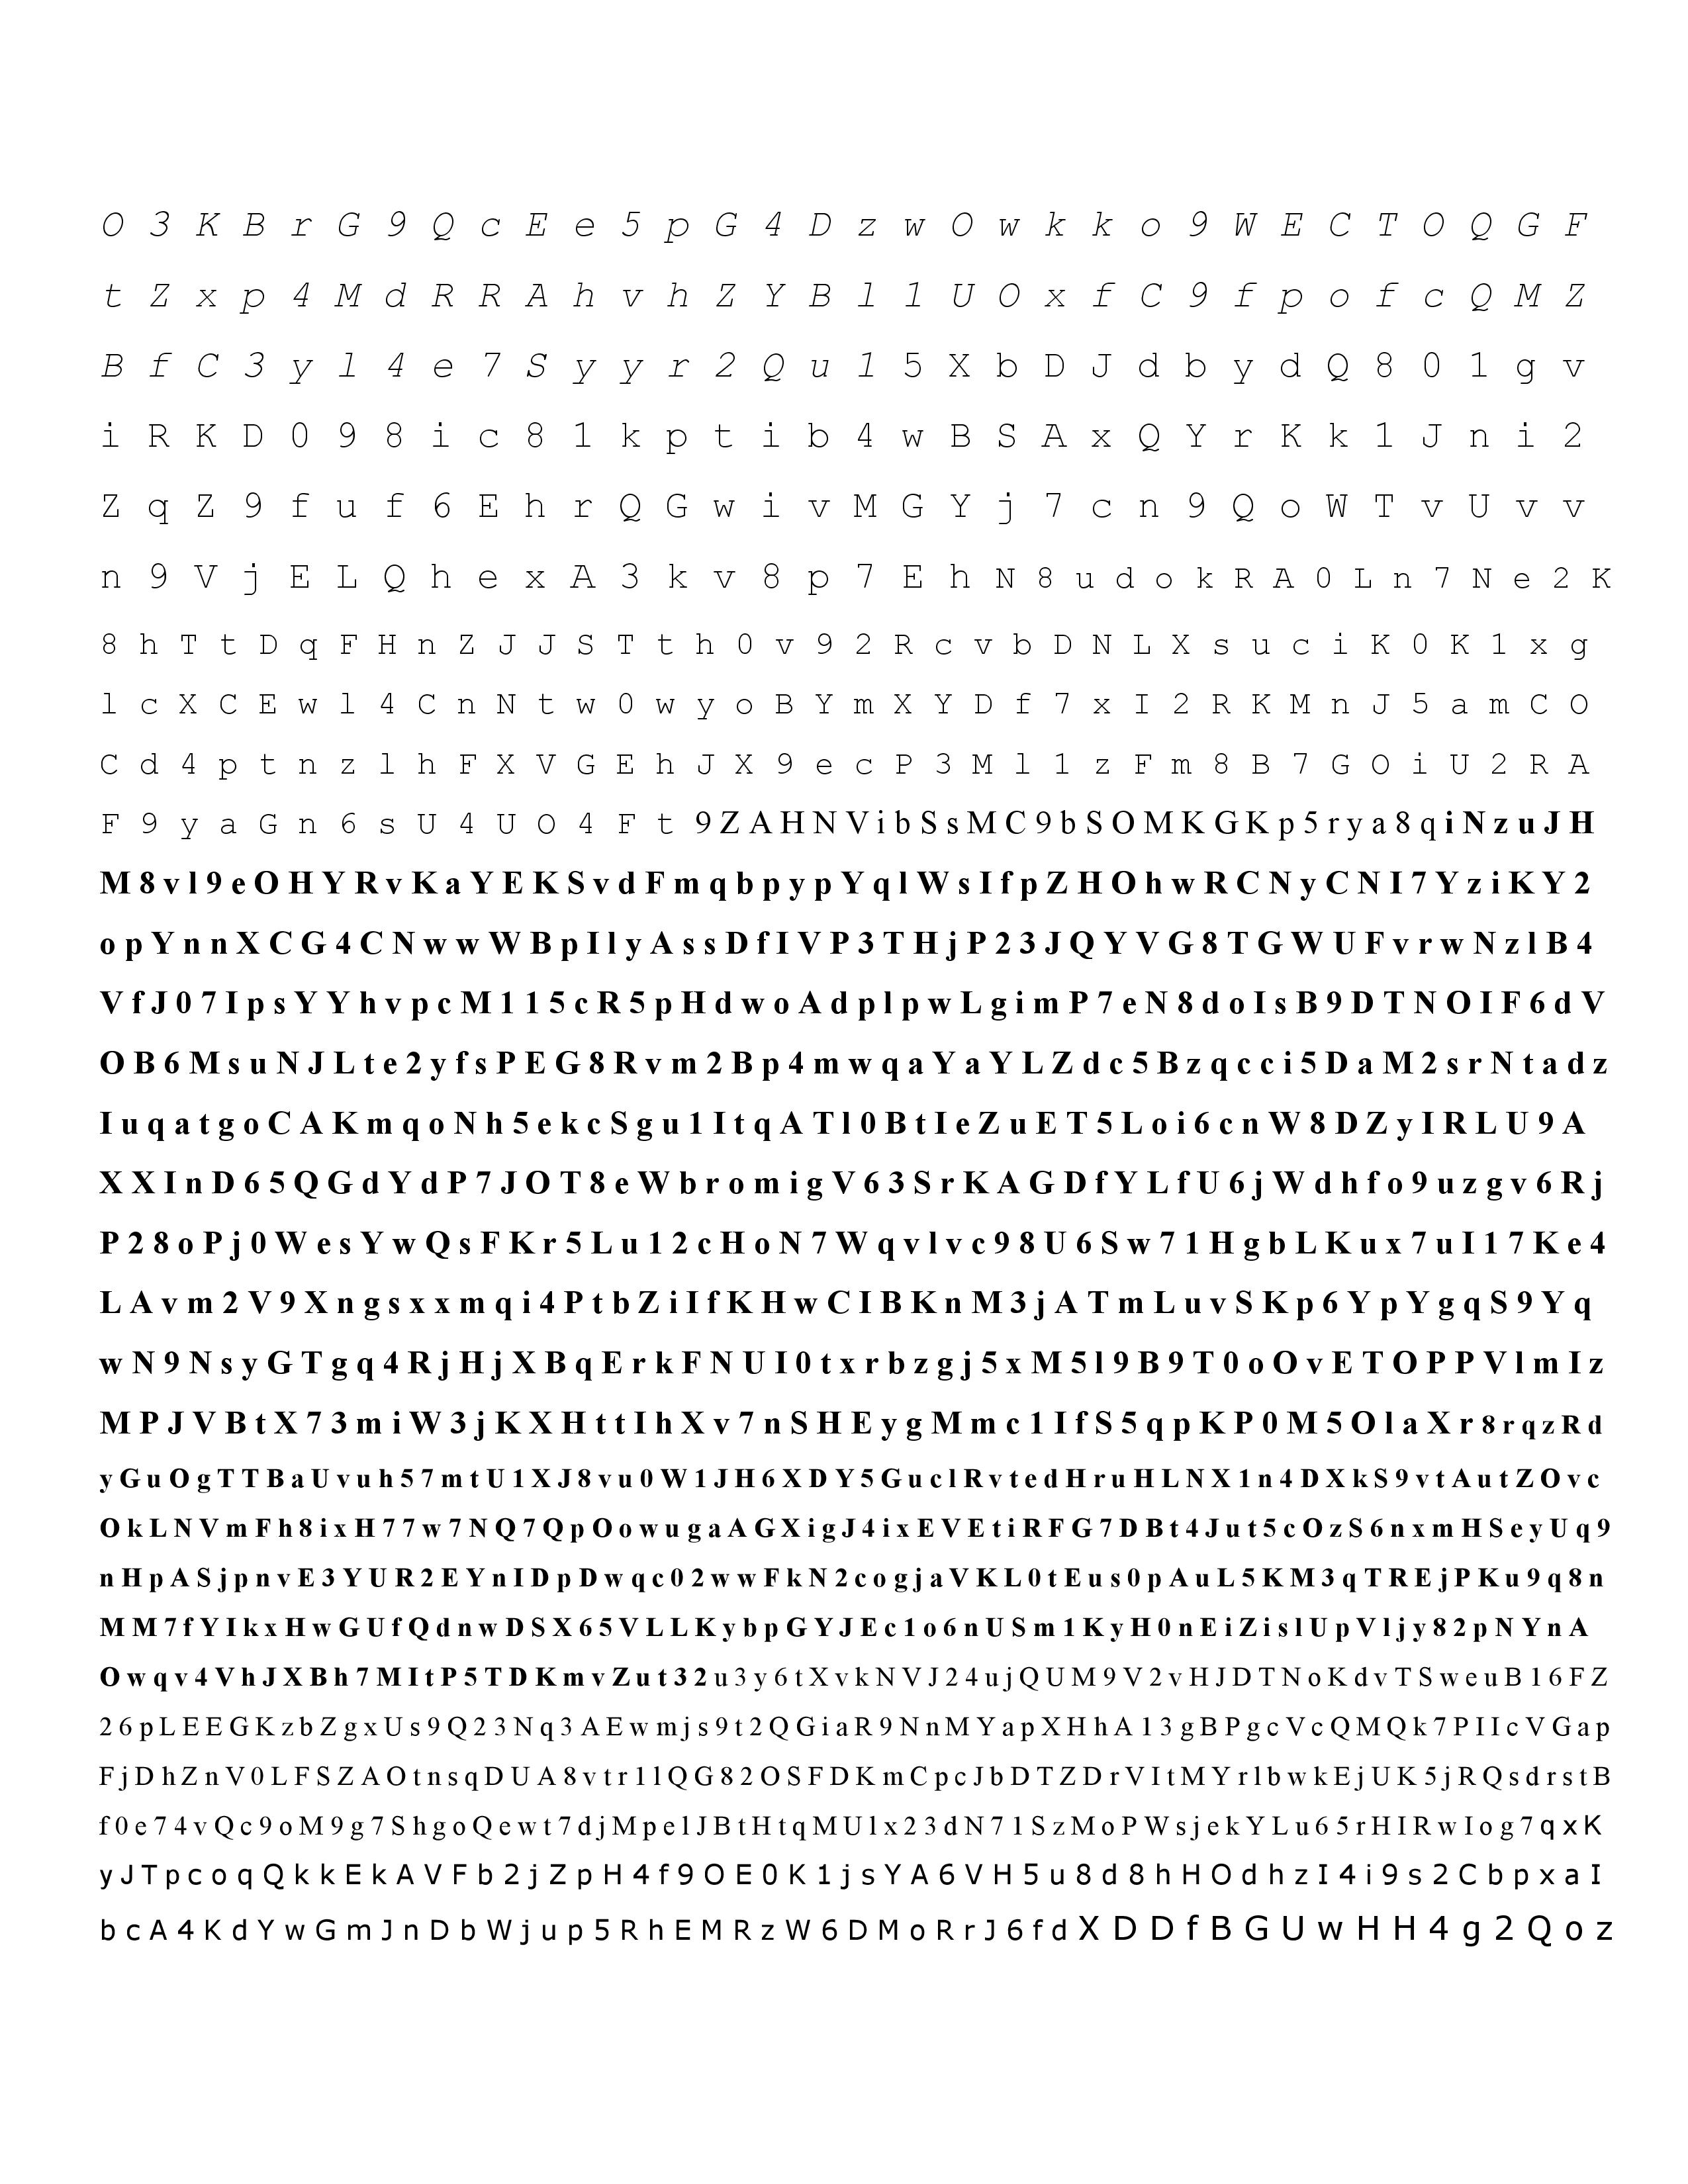 O 3 K B r G 9 Q c E e 5 p G 4 D z w O w k k o 9 W E C T O Q G F
t Z x p 4 M d R R A h v h Z Y B l 1 U O x f C 9 f p o f c Q M Z
B f C 3 y l 4 e 7 S y y r 2 Q u 1 5 X b D J d b y d Q 8 0 1 g v
i R K D 0 9 8 i c 8 1 k p t i b 4 w B S A x Q Y r K k 1 J n i 2
Z q Z 9 f u f 6 E h r Q G w i v M G Y j 7 c n 9 Q o W T v U v v
n 9 V j E L Q h e x A 3 k v 8 p 7 E h N 8 u d o k R A 0 L n 7 N e 2 K
8 h T t D q F H n Z J J S T t h 0 v 9 2 R c v b D N L X s u c i K 0 K 1 x g
l c X C E w l 4 C n N t w 0 w y o B Y m X Y D f 7 x I 2 R K M n J 5 a m C O
C d 4 p t n z l h F X V G E h J X 9 e c P 3 M l 1 z F m 8 B 7 G O i U 2 R A
F 9 y a G n 6 s U 4 U O 4 F t 9 Z A H N V i b S s M C 9 b S O M K G K p 5 r y a 8 q i N z u J H
M 8 v l 9 e O H Y R v K a Y E K S v d F m q b p y p Y q l W s I f p Z H O h w R C N y C N I 7 Y z i K Y 2
o p Y n n X C G 4 C N w w W B p I l y A s s D f I V P 3 T H j P 2 3 J Q Y V G 8 T G W U F v r w N z l B 4
V f J 0 7 I p s Y Y h v p c M 1 1 5 c R 5 p H d w o A d p l p w L g i m P 7 e N 8 d o I s B 9 D T N O I F 6 d V
O B 6 M s u N J L t e 2 y f s P E G 8 R v m 2 B p 4 m w q a Y a Y L Z d c 5 B z q c c i 5 D a M 2 s r N t a d z
I u q a t g o C A K m q o N h 5 e k c S g u 1 I t q A T l 0 B t I e Z u E T 5 L o i 6 c n W 8 D Z y I R L U 9 A
X X I n D 6 5 Q G d Y d P 7 J O T 8 e W b r o m i g V 6 3 S r K A G D f Y L f U 6 j W d h f o 9 u z g v 6 R j
P 2 8 o P j 0 W e s Y w Q s F K r 5 L u 1 2 c H o N 7 W q v l v c 9 8 U 6 S w 7 1 H g b L K u x 7 u I 1 7 K e 4
L A v m 2 V 9 X n g s x x m q i 4 P t b Z i I f K H w C I B K n M 3 j A T m L u v S K p 6 Y p Y g q S 9 Y q
w N 9 N s y G T g q 4 R j H j X B q E r k F N U I 0 t x r b z g j 5 x M 5 l 9 B 9 T 0 o O v E T O P P V l m I z
M P J V B t X 7 3 m i W 3 j K X H t t I h X v 7 n S H E y g M m c 1 I f S 5 q p K P 0 M 5 O l a X r 8 r q z R d
y G u O g T T B a U v u h 5 7 m t U 1 X J 8 v u 0 W 1 J H 6 X D Y 5 G u c l R v t e d H r u H L N X 1 n 4 D X k S 9 v t A u t Z O v c
O k L N V m F h 8 i x H 7 7 w 7 N Q 7 Q p O o w u g a A G X i g J 4 i x E V E t i R F G 7 D B t 4 J u t 5 c O z S 6 n x m H S e y U q 9
n H p A S j p n v E 3 Y U R 2 E Y n I D p D w q c 0 2 w w F k N 2 c o g j a V K L 0 t E u s 0 p A u L 5 K M 3 q T R E j P K u 9 q 8 n
M M 7 f Y I k x H w G U f Q d n w D S X 6 5 V L L K y b p G Y J E c 1 o 6 n U S m 1 K y H 0 n E i Z i s l U p V l j y 8 2 p N Y n A
O w q v 4 V h J X B h 7 M I t P 5 T D K m v Z u t 3 2 u 3 y 6 t X v k N V J 2 4 u j Q U M 9 V 2 v H J D T N o K d v T S w e u B 1 6 F Z
2 6 p L E E G K z b Z g x U s 9 Q 2 3 N q 3 A E w m j s 9 t 2 Q G i a R 9 N n M Y a p X H h A 1 3 g B P g c V c Q M Q k 7 P I I c V G a p
F j D h Z n V 0 L F S Z A O t n s q D U A 8 v t r 1 l Q G 8 2 O S F D K m C p c J b D T Z D r V I t M Y r l b w k E j U K 5 j R Q s d r s t B
f 0 e 7 4 v Q c 9 o M 9 g 7 S h g o Q e w t 7 d j M p e l J B t H t q M U l x 2 3 d N 7 1 S z M o P W s j e k Y L u 6 5 r H I R w I o g 7 q x K
y J T p c o q Q k k E k A V F b 2 j Z p H 4 f 9 O E 0 K 1 j s Y A 6 V H 5 u 8 d 8 h H O d h z I 4 i 9 s 2 C b p x a I
b c A 4 K d Y w G m J n D b W j u p 5 R h E M R z W 6 D M o R r J 6 f d X D D f B G U w H H 4 g 2 Q o z